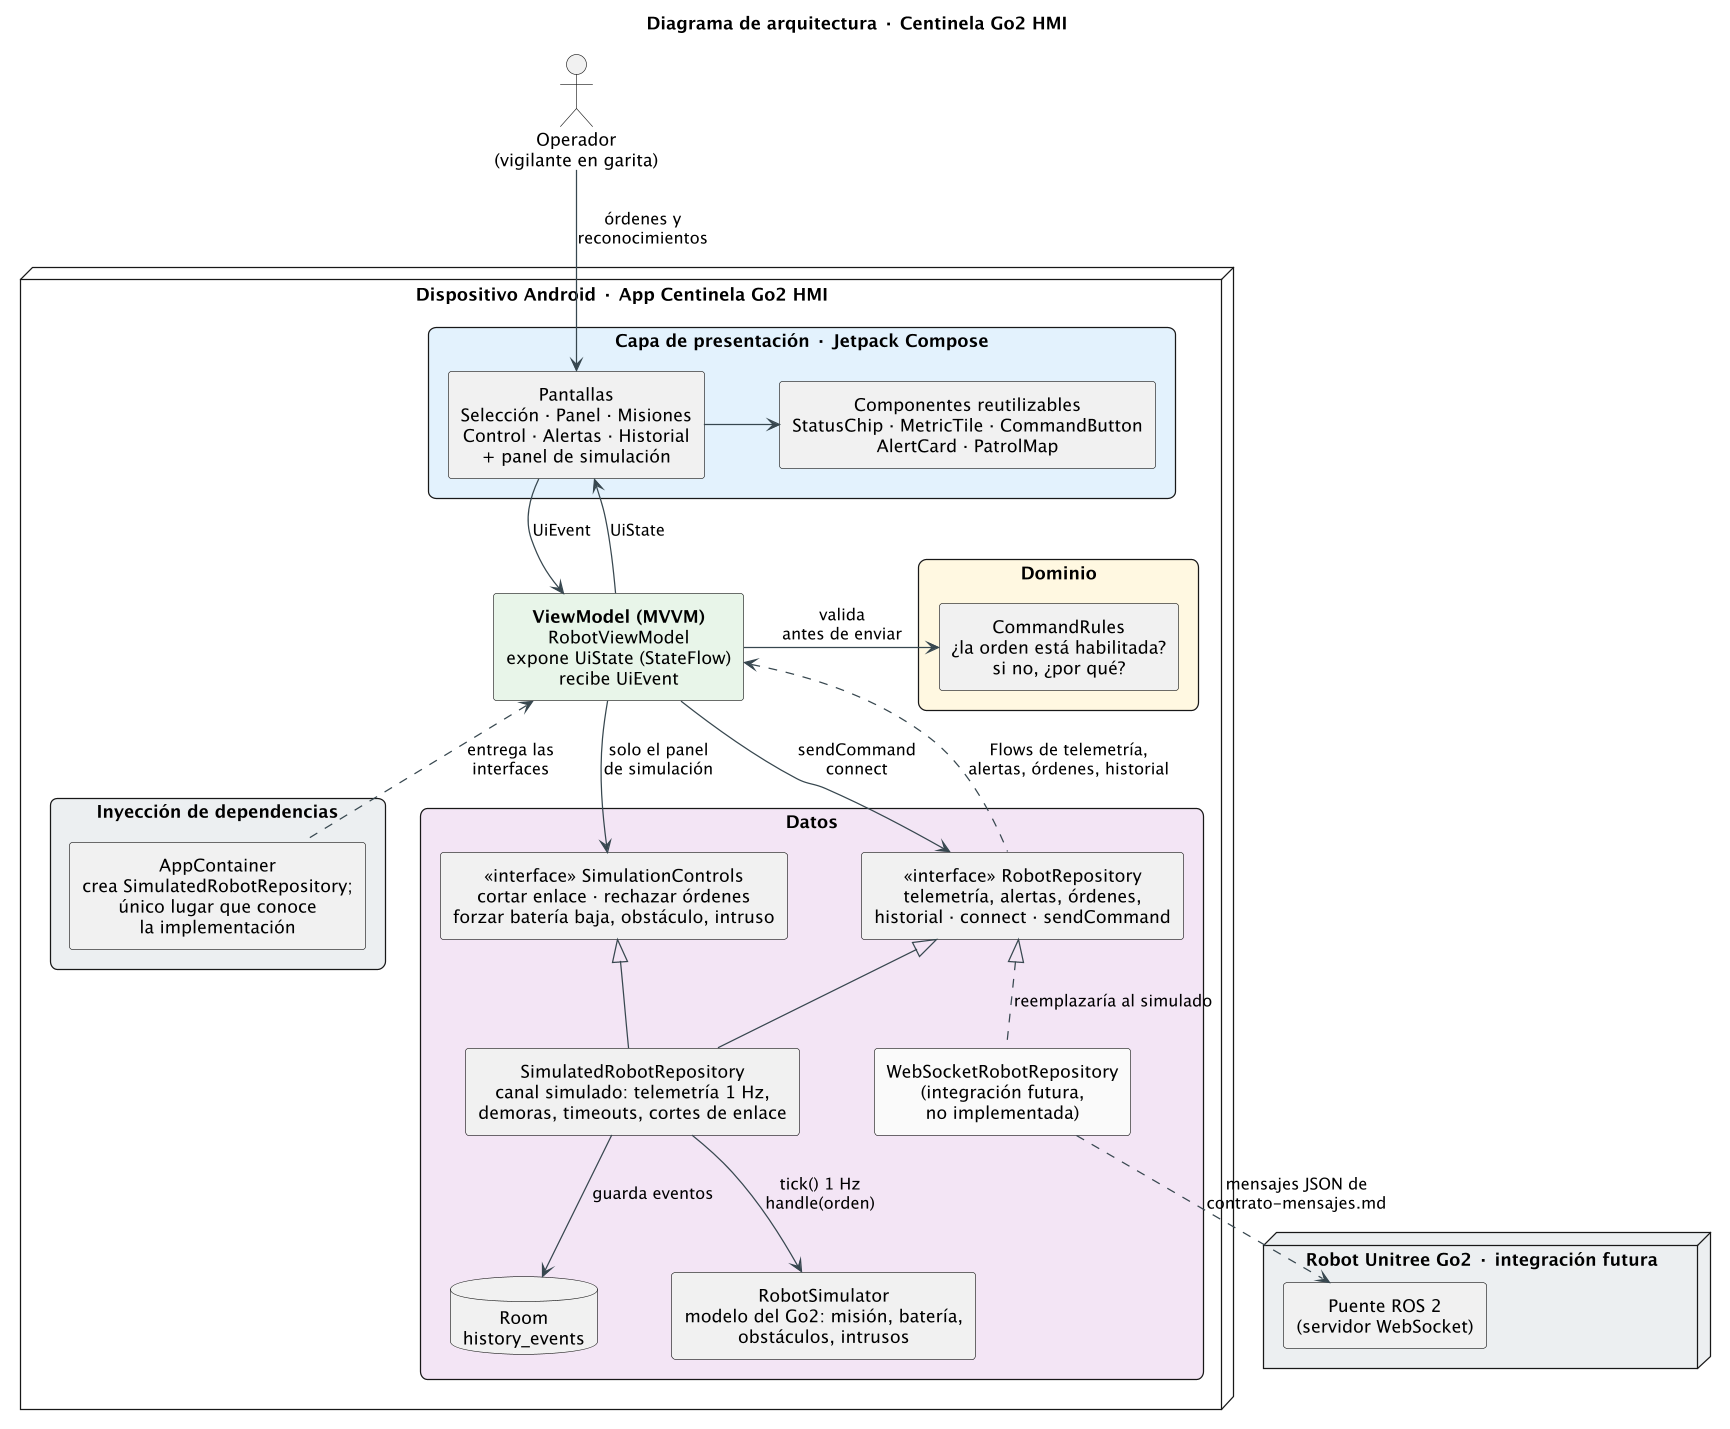 Diagrama de arquitectura · Centinela Go2 HMI
Operador
(vigilante en garita)
órdenes y
reconocimientos
Dispositivo Android · App Centinela Go2 HMI
Capa de presentación · Jetpack Compose
Pantallas
Selección · Panel · Misiones
Control · Alertas · Historial
+ panel de simulación
Componentes reutilizables
StatusChip · MetricTile · CommandButton
AlertCard · PatrolMap
UiEvent
UiState
ViewModel (MVVM)
RobotViewModel
expone UiState (StateFlow)
recibe UiEvent
valida
antes de enviar
Dominio
CommandRules
¿la orden está habilitada?
si no, ¿por qué?
entrega las
interfaces
solo el panel
de simulación
sendCommand
connect
Flows de telemetría,
alertas, órdenes, historial
Inyección de dependencias
AppContainer
crea SimulatedRobotRepository;
único lugar que conoce
la implementación
Datos
«interface» SimulationControls
cortar enlace · rechazar órdenes
forzar batería baja, obstáculo, intruso
«interface» RobotRepository
telemetría, alertas, órdenes,
historial · connect · sendCommand
reemplazaría al simulado
SimulatedRobotRepository
canal simulado: telemetría 1 Hz,
demoras, timeouts, cortes de enlace
WebSocketRobotRepository
(integración futura,
no implementada)
guarda eventos
tick() 1 Hz
handle(orden)
mensajes JSON de
contrato-mensajes.md
Room
history_events
RobotSimulator
modelo del Go2: misión, batería,
obstáculos, intrusos
Robot Unitree Go2 · integración futura
Puente ROS 2
(servidor WebSocket)